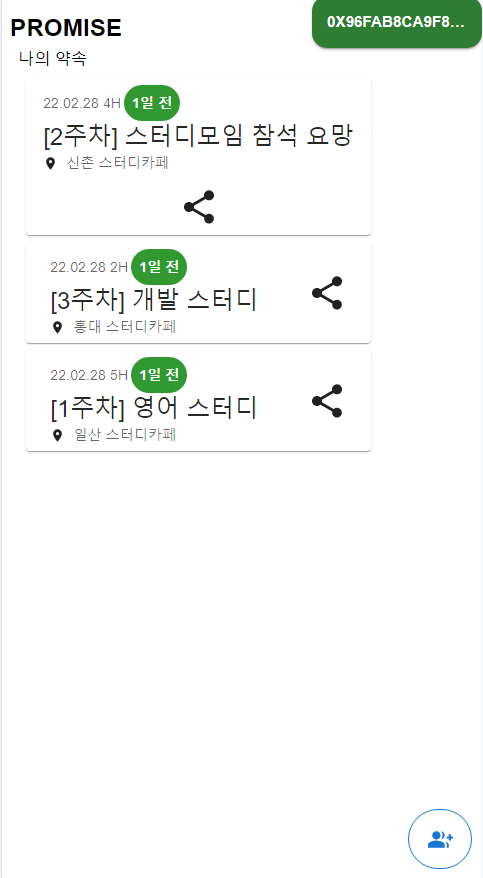 PROMISE
0X96FAB8CA9F8...
나의 약속
22.02.28 4H 1일 전
[2주차] 스터디모임 참석 요망
신촌 스터디카페
22.02.28 2H 1일 전
[3주차] 개발 스터디
홍대 스터디카페
22.02.28 5H 1일 전
[1주차] 영어 스터디
일산 스터디카페